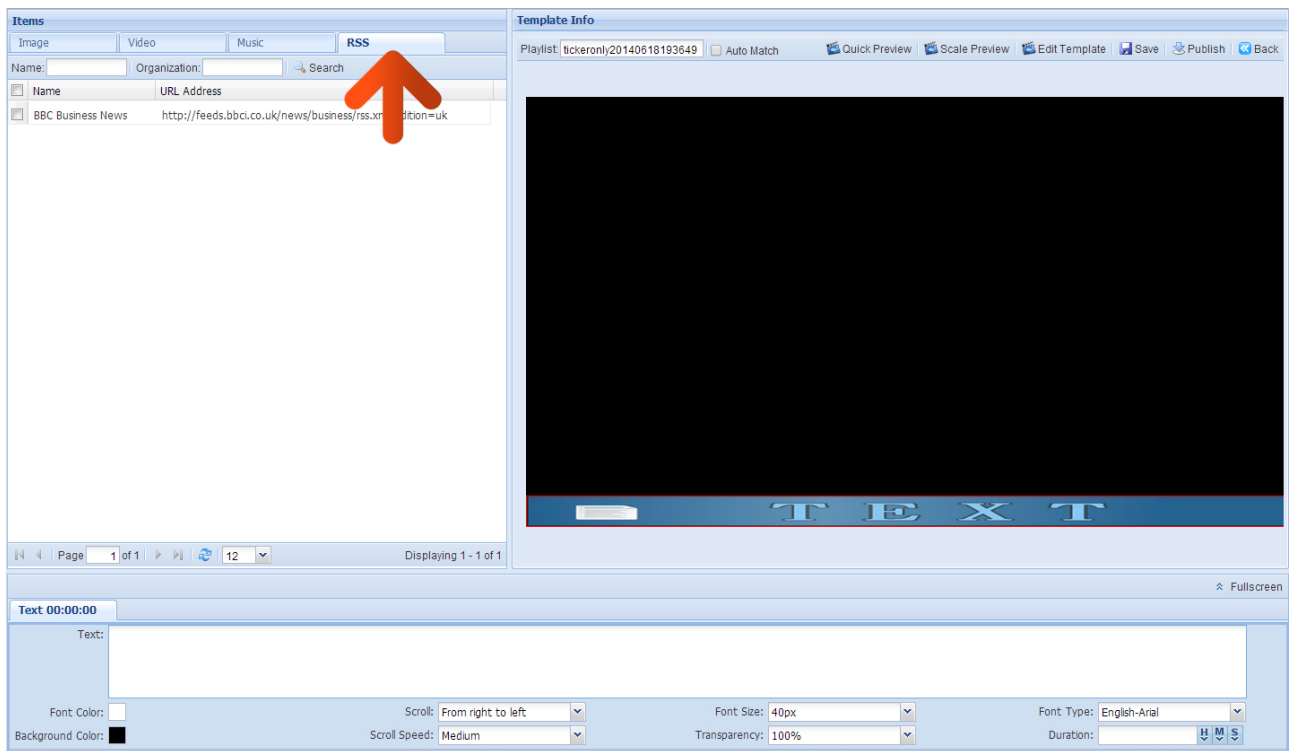 Items
Image Video Music RSS
Name: Organization: Search
Name URL Address
BBC Business News http://feeds.bbci.co.uk/news/business/rss.xm dition=uk
Page 1 of 1 12 Displaying 1 - 1 of 1
Template Info
Playlist: tickeronly20140618193649 Auto Match Quick Preview Scale Preview Edit Template Save Publish Back
TEXT
Fullscreen
Text 00:00:00
Text:
Font Color: Scroll: From right to left Font Size: 40px Font Type: English-Arial
Background Color: Scroll Speed: Medium Transparency: 100% Duration: H M S